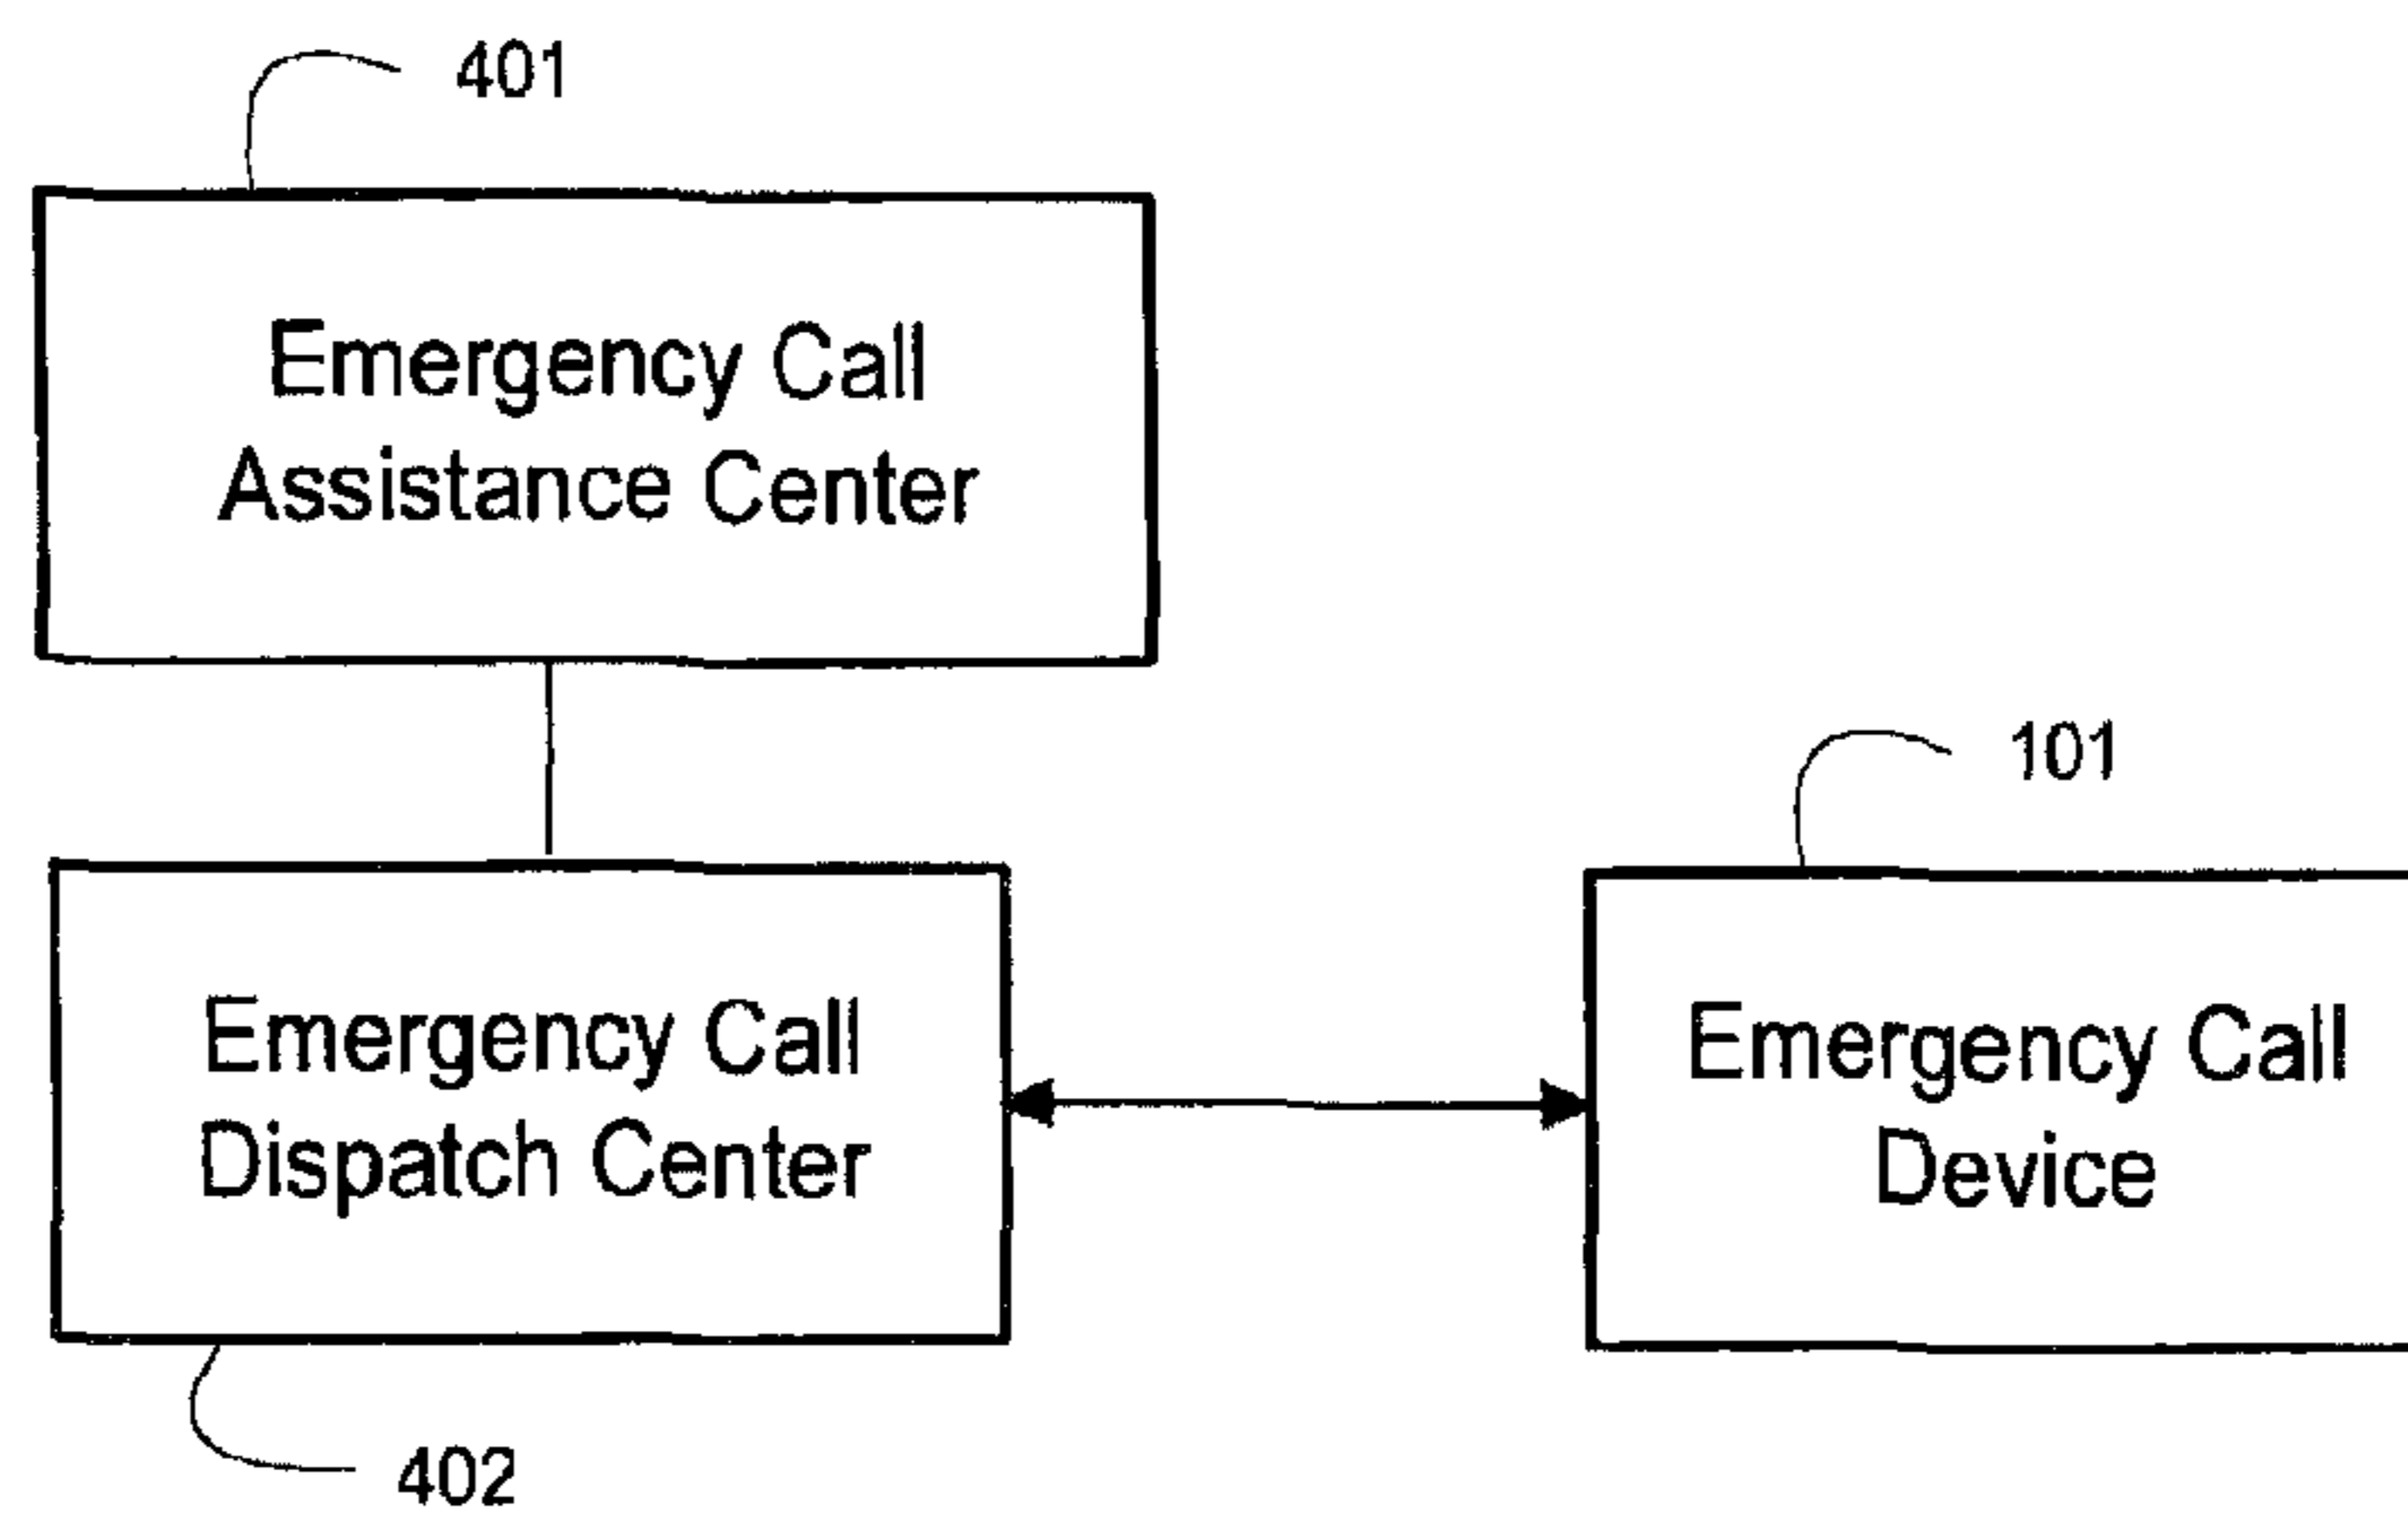 401
Emergency Call
Assistance Center
101
Emergency Call
Dispatch Center
Emergency Call
Device
402